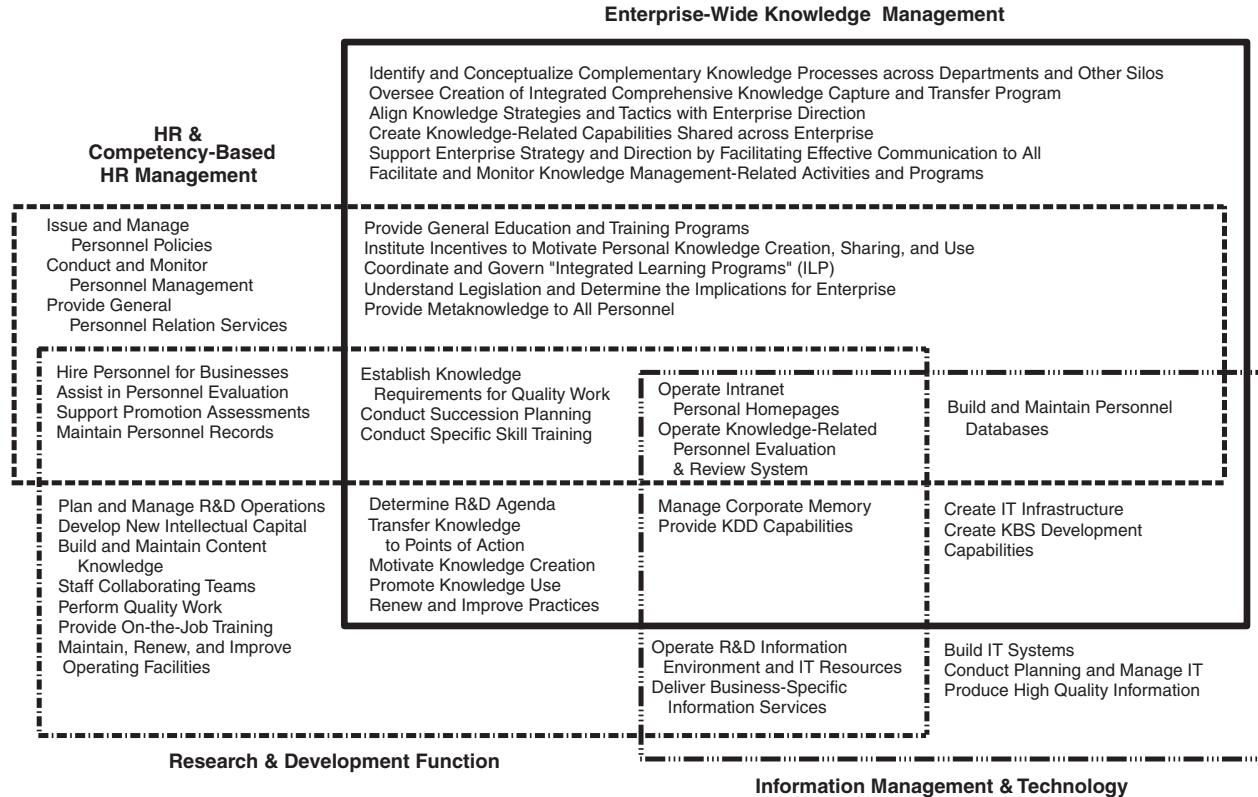 Enterprise-Wide Knowledge Management
Identify and Conceptualize Complementary Knowledge Processes across Departments and Other Silos
Oversee Creation of Integrated Comprehensive Knowledge Capture and Transfer Program
Align Knowledge Strategies and Tactics with Enterprise Direction
Create Knowledge-Related Capabilities Shared across Enterprise
Support Enterprise Strategy and Direction by Facilitating Effective Communication to All
Facilitate and Monitor Knowledge Management-Related Activities and Programs
HR &
Competency-Based
HR Management
Issue and Manage
Personnel Policies
Conduct and Monitor
Personnel Management
Provide General
Personnel Relation Services
Provide General Education and Training Programs
Institute Incentives to Motivate Personal Knowledge Creation, Sharing, and Use
Coordinate and Govern "Integrated Learning Programs" (ILP)
Understand Legislation and Determine the Implications for Enterprise
Provide Metaknowledge to All Personnel
Hire Personnel for Businesses
Assist in Personnel Evaluation
Support Promotion Assessments
Maintain Personnel Records
Establish Knowledge
Requirements for Quality Work
Conduct Succession Planning
Conduct Specific Skill Training
Operate Intranet
Personal Homepages
Operate Knowledge-Related
Personnel Evaluation
& Review System
Build and Maintain Personnel
Databases
Plan and Manage R&D Operations
Develop New Intellectual Capital
Build and Maintain Content
Knowledge
Staff Collaborating Teams
Perform Quality Work
Provide On-the-Job Training
Maintain, Renew, and Improve
Operating Facilities
Determine R&D Agenda
Transfer Knowledge
to Points of Action
Motivate Knowledge Creation
Promote Knowledge Use
Renew and Improve Practices
Manage Corporate Memory
Provide KDD Capabilities
Create IT Infrastructure
Create KBS Development
Capabilities
Operate R&D Information
Environment and IT Resources
Deliver Business-Specific
Information Services
Build IT Systems
Conduct Planning and Manage IT
Produce High Quality Information
Research & Development Function
Information Management & Technology